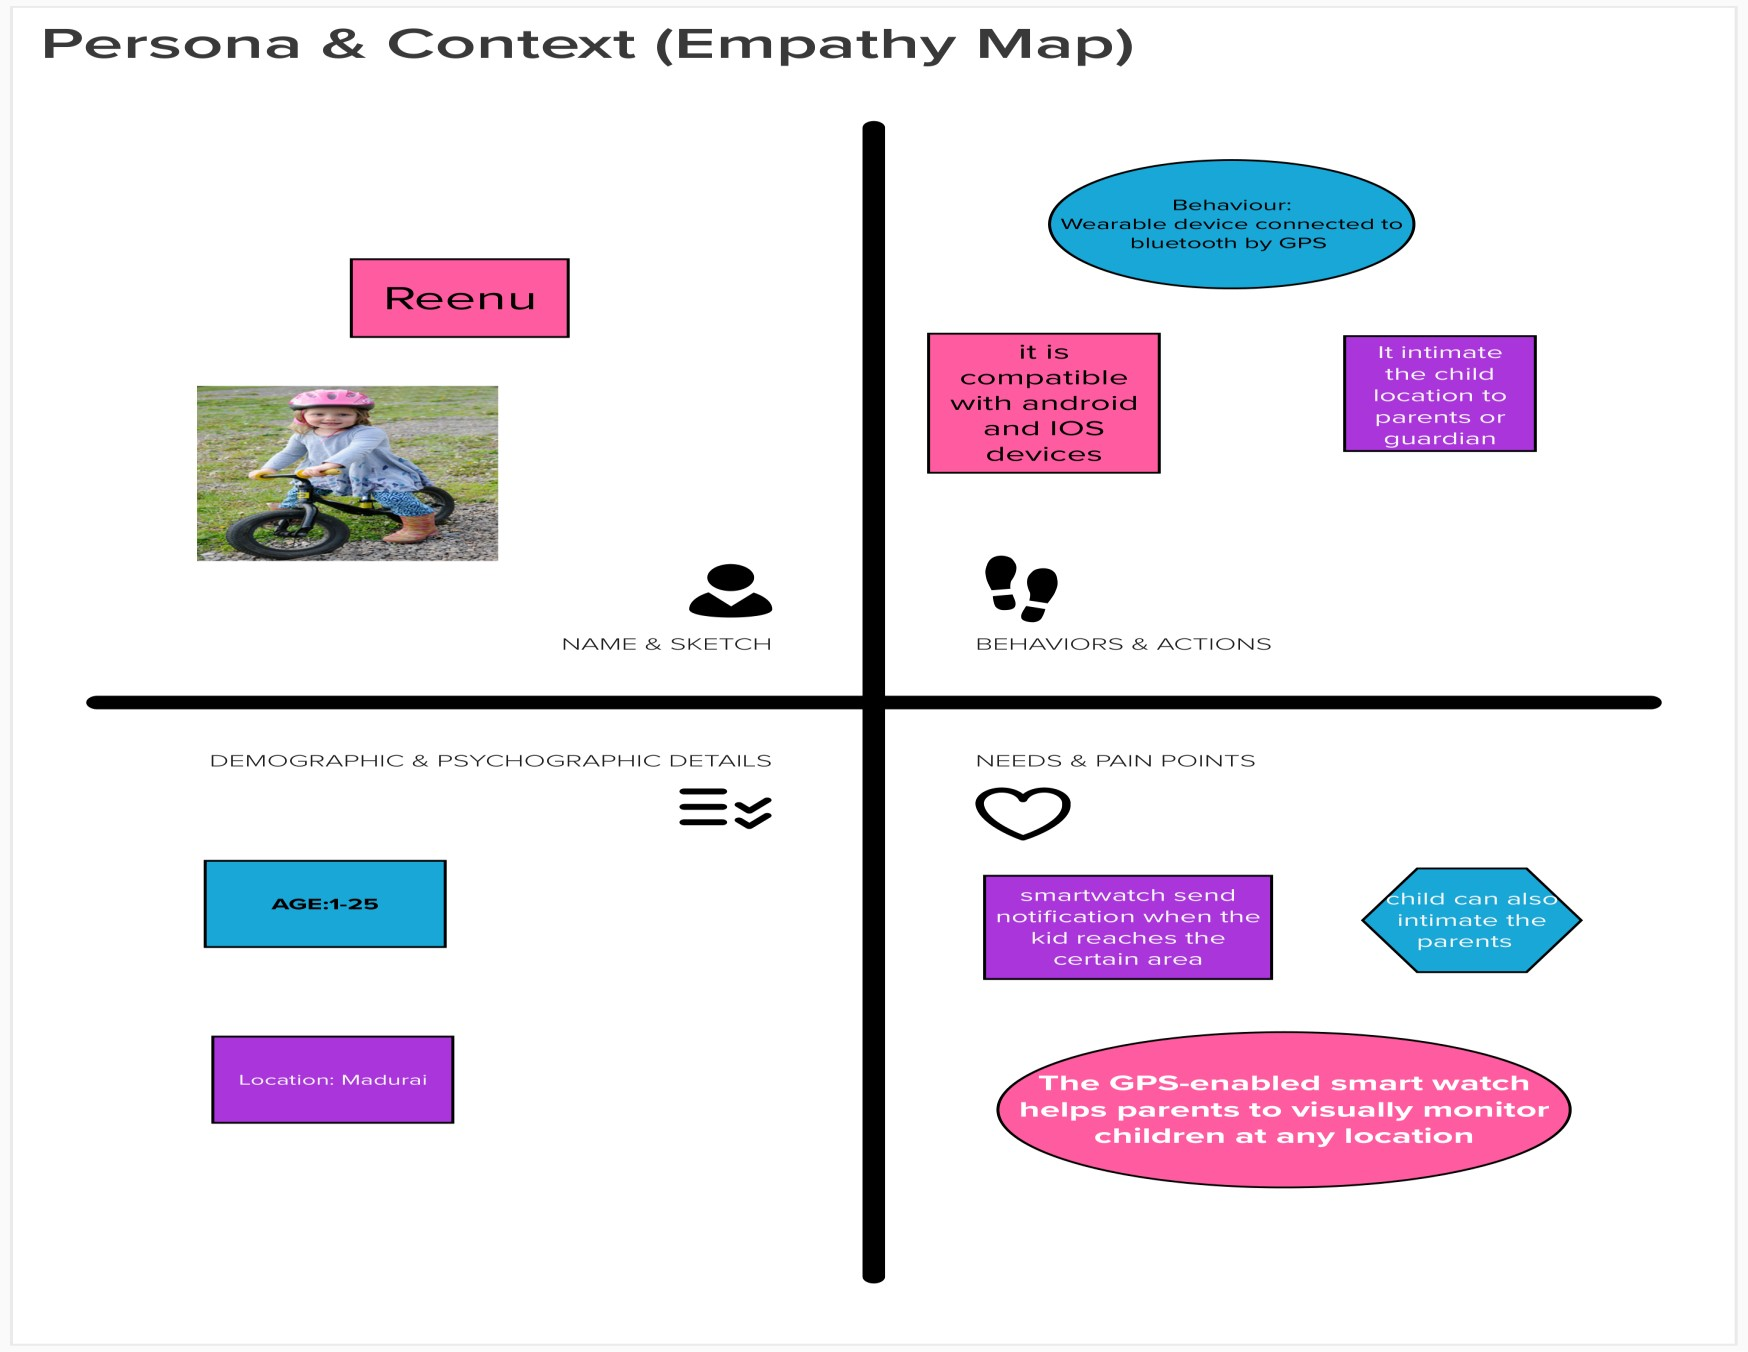 Persona & Context (Empathy Map)
Reenu
NAME & SKETCH
Behaviour:
Wearable device connected to
bluetooth by GPS
it is
compatible
with android
and IOS
devices
It intimate
the child
location to
parents or
guardian
BEHAVIORS & ACTIONS
DEMOGRAPHIC & PSYCHOGRAPHIC DETAILS
AGE:1-25
Location: Madurai
NEEDS & PAIN POINTS
smartwatch send
notification when the
kid reaches the
certain area
child can also
intimate the
parents
The GPS-enabled smart watch
helps parents to visually monitor
children at any location